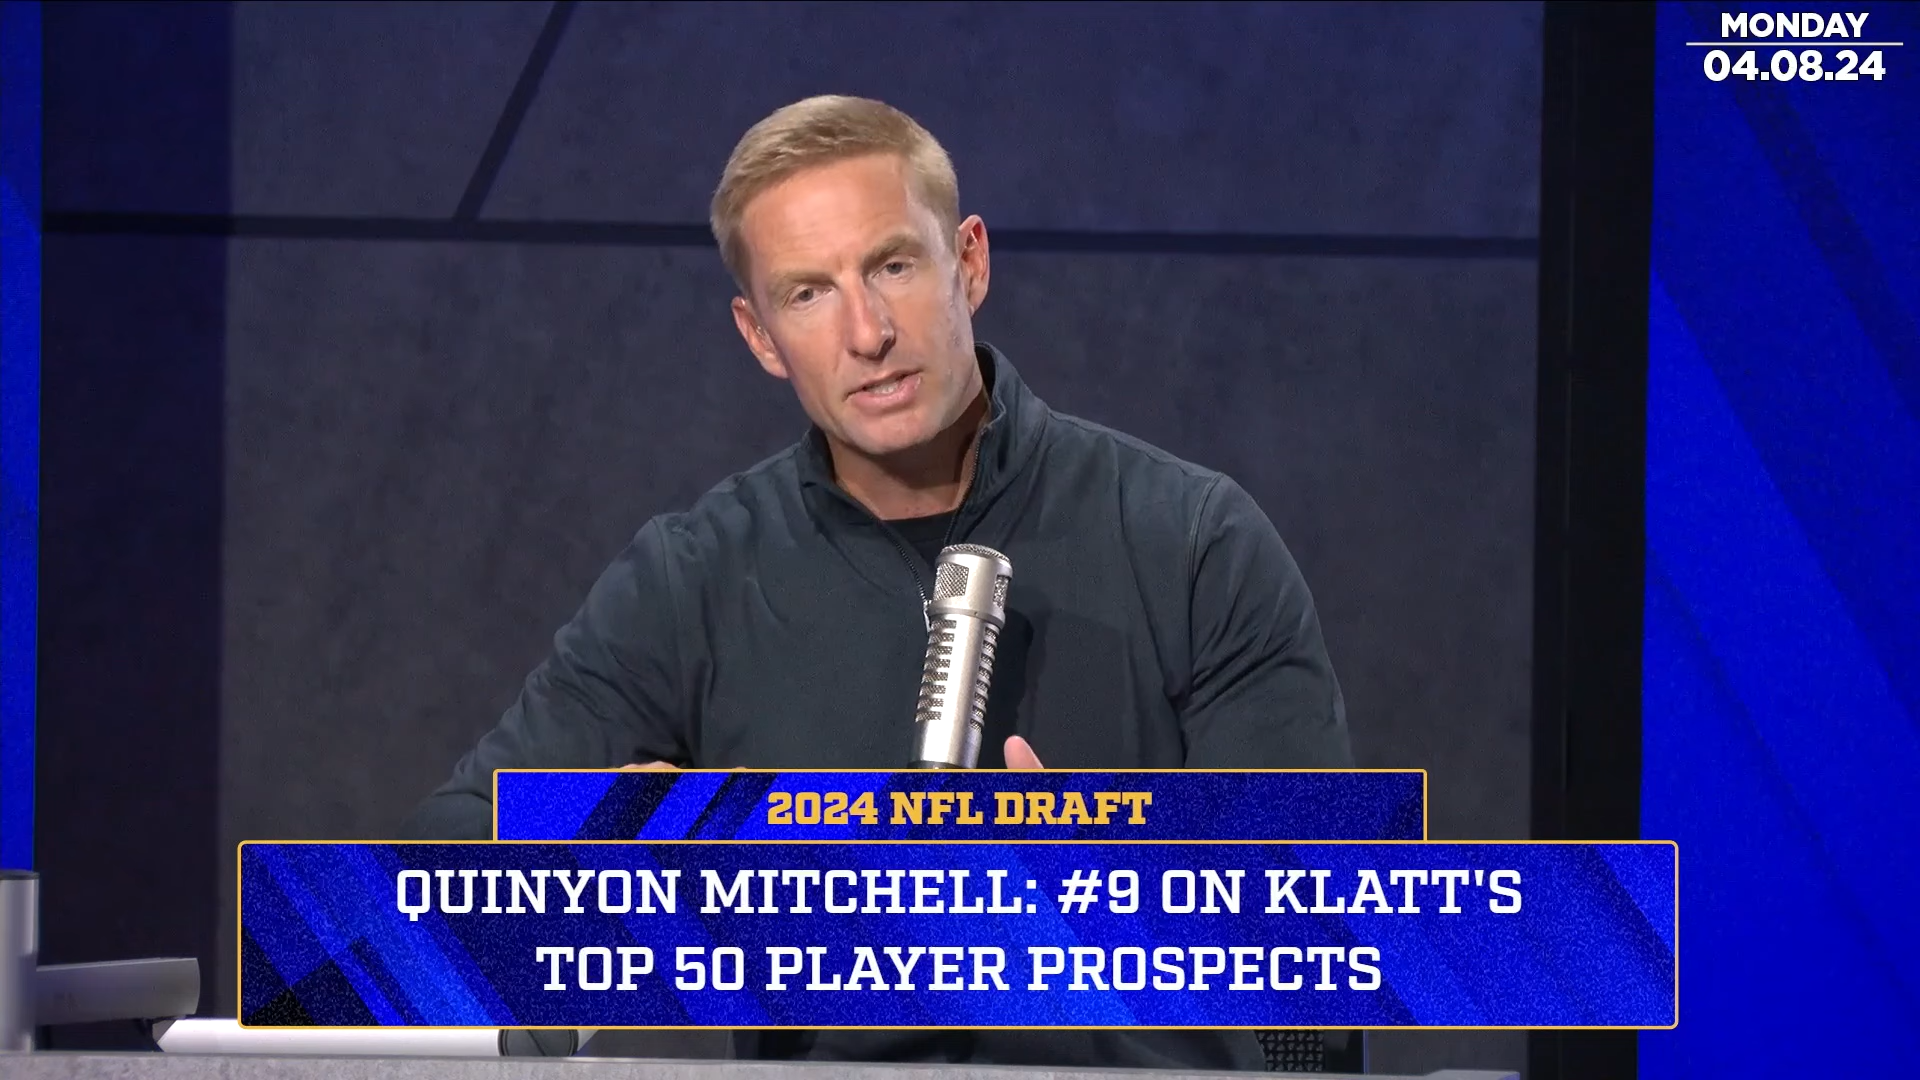 MONDAY
04.08.24
2024 NFL DRAFT
QUINYON MITCHELL: #9 ON KLATT'S
TOP 50 PLAYER PROSPECTS